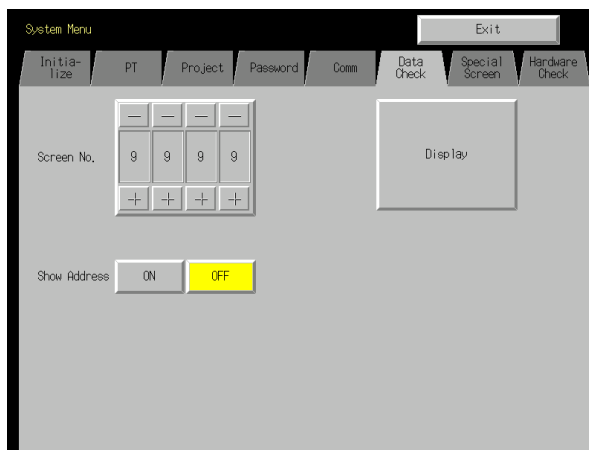 System Menu
Exit
Initia-
lize
PT
Project
Password
Comm
Data
Check
Special
Screen
Hardware
Check
— — — —
Screen No.
9 9 9 9
Display
+ + + +
Show Address
ON
OFF